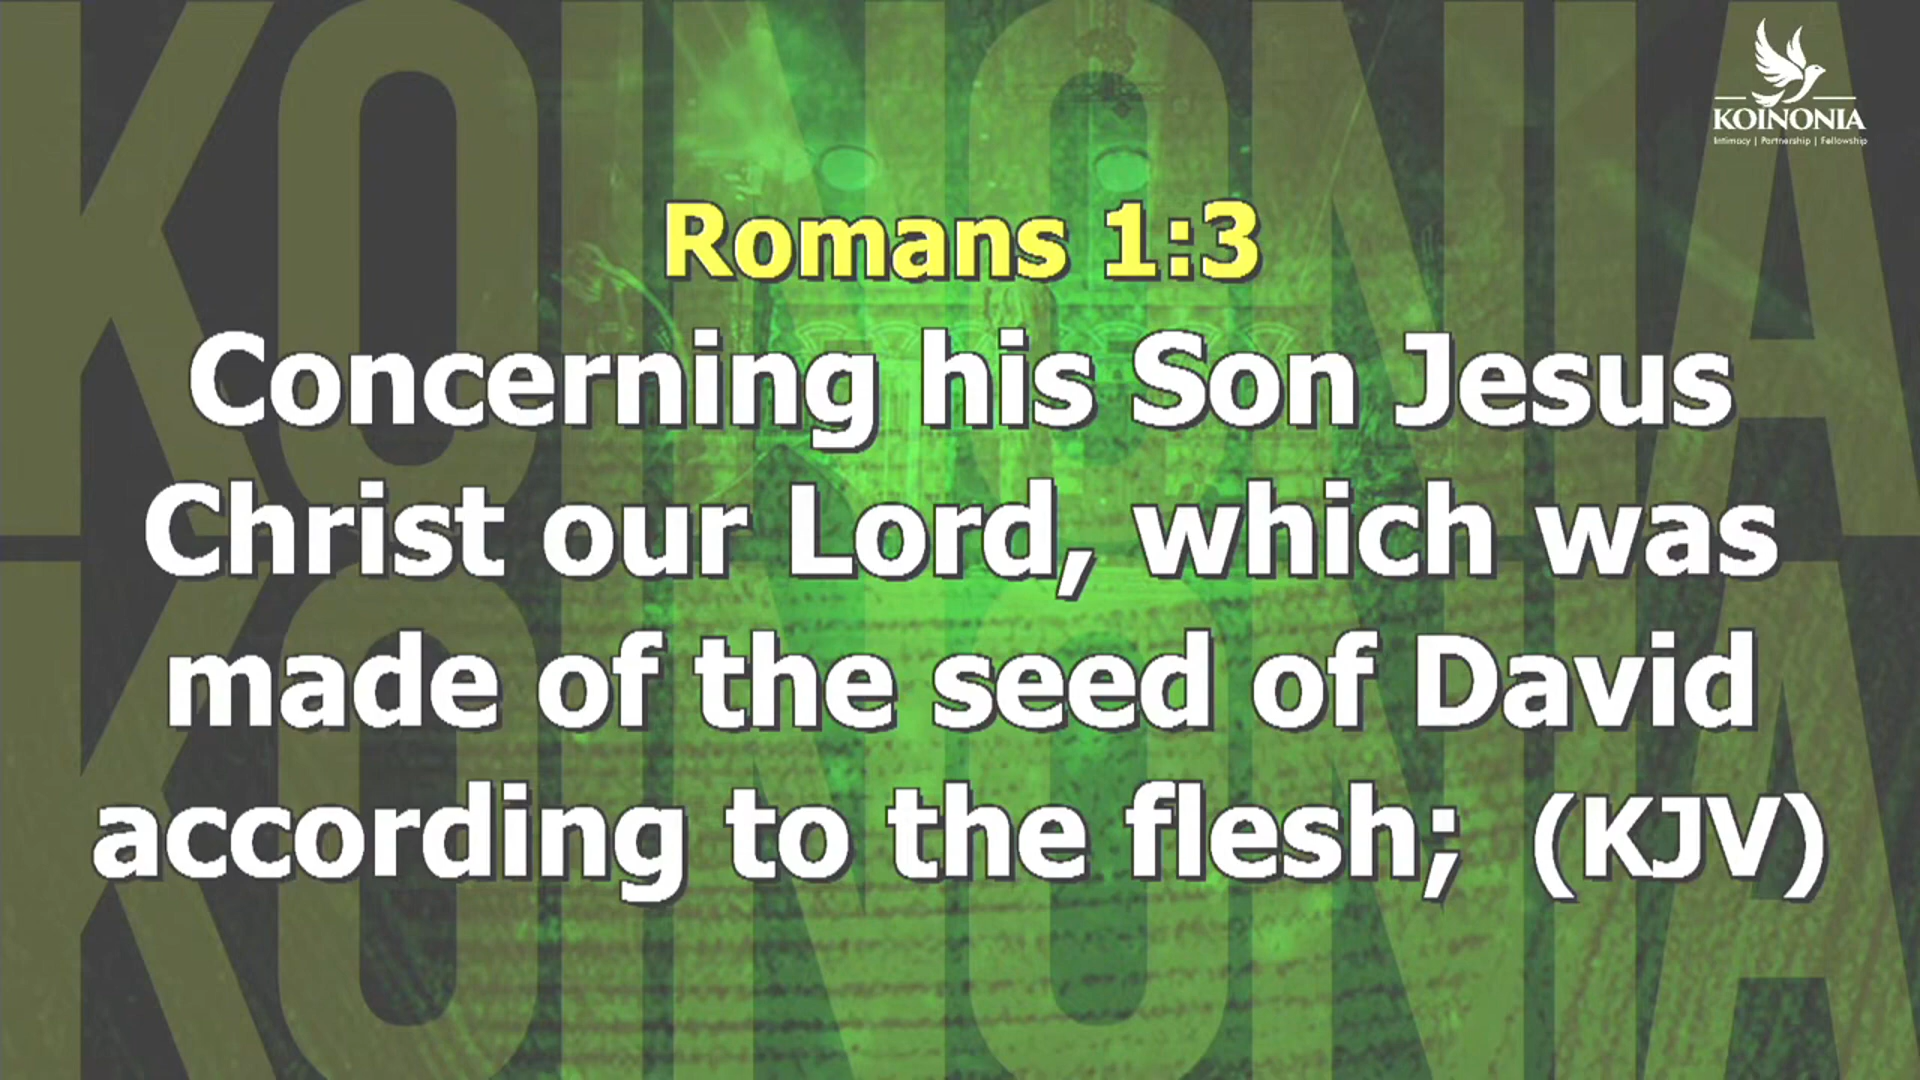 KOINONIA
Intimacy | Partnership | Fellowship
Romans 1:3
Concerning his Son Jesus
Christ our Lord, which was
made of the seed of David
according to the flesh; (KJV)
KOINONIA
KOINONIA